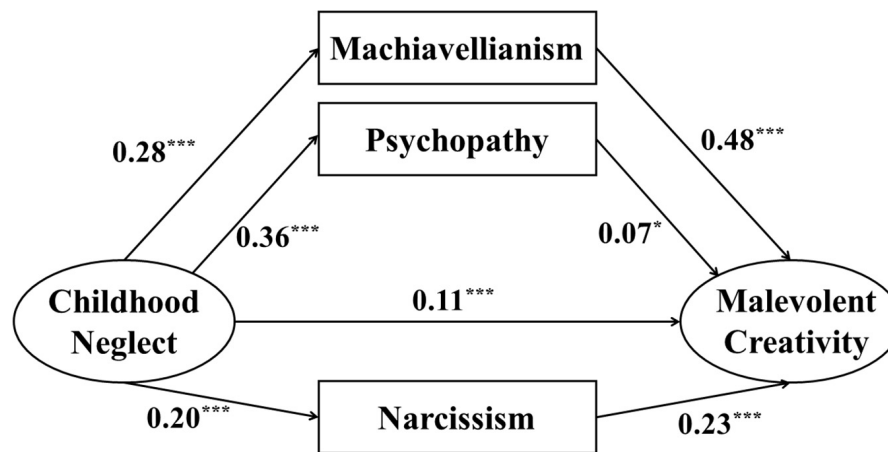 Machiavellianism
Psychopathy
0.28***
0.48***
0.36***
0.07*
Childhood
Neglect
0.11***
Malevolent
Creativity
0.20***
Narcissism
0.23***